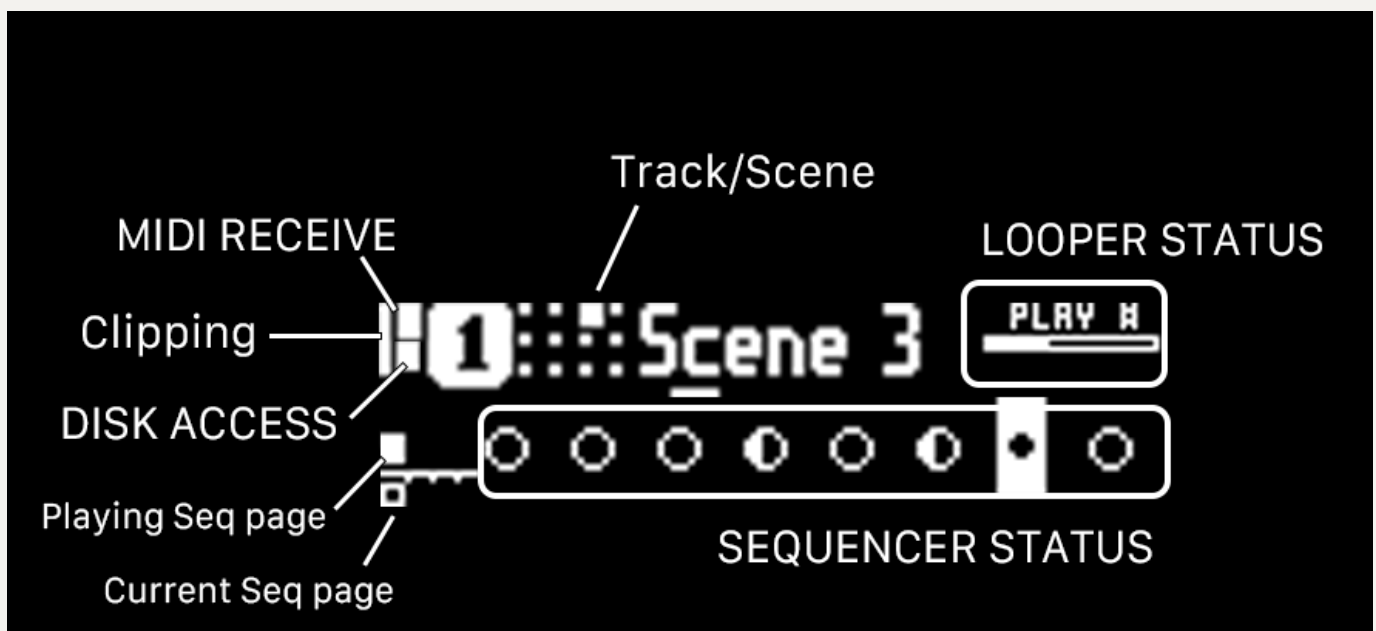 Track/Scene
MIDI RECEIVE
LOOPER STATUS
Clipping
1 Scene 3
PLAY
DISK ACCESS
Playing Seq page
SEQUENCER STATUS
Current Seq page